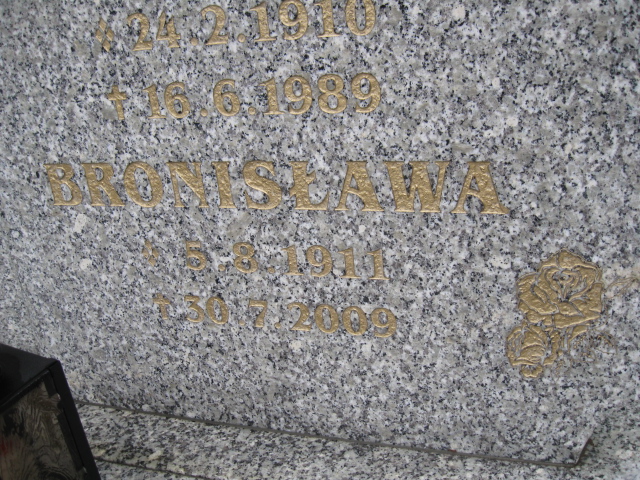 24.2.1910
† 16.6.1989
BRONISŁAWA
5.8.1911
† 30.7.2009